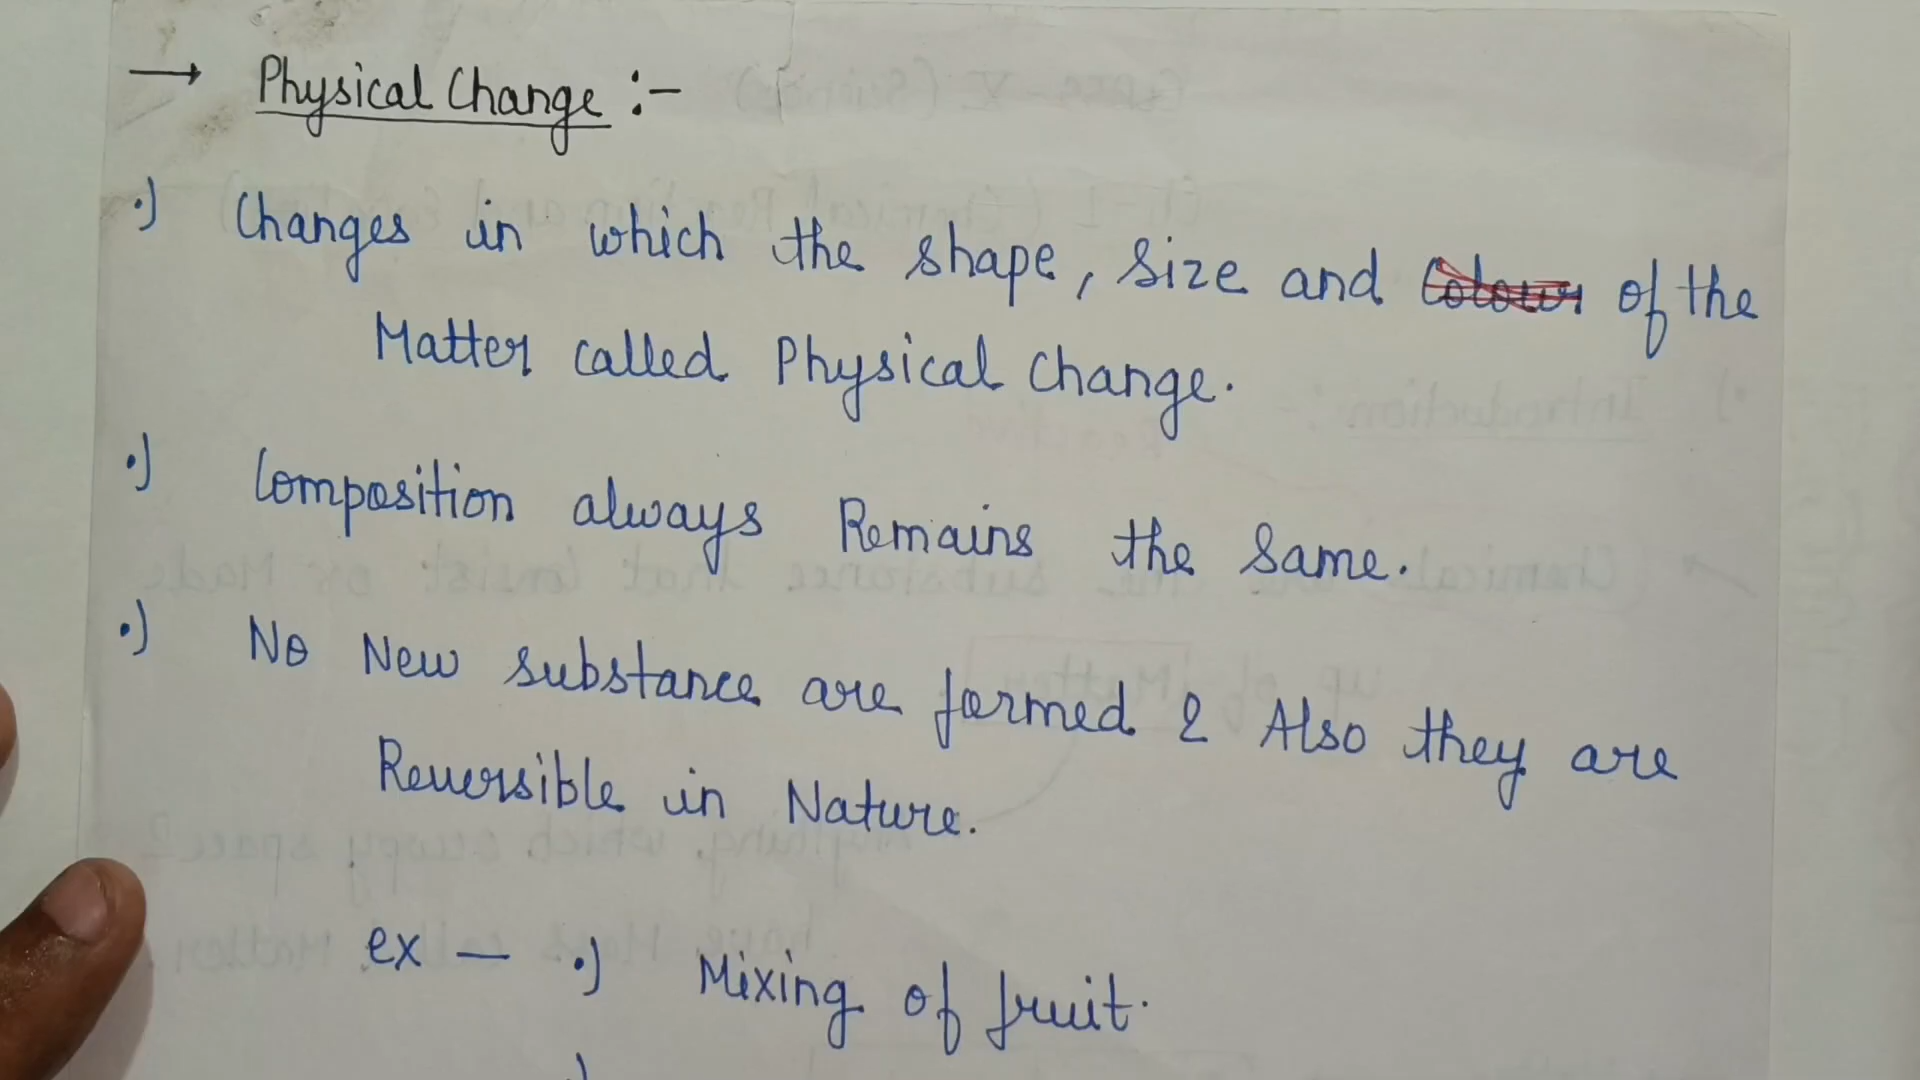 → Physical Change :-
•) Changes in which the shape, size and Colour of the
Matter called Physical change.
•) Composition always Remains the same.
•) No New substance are formed & Also they are
Reversible in Nature.
ex — •) Mixing of fruit.